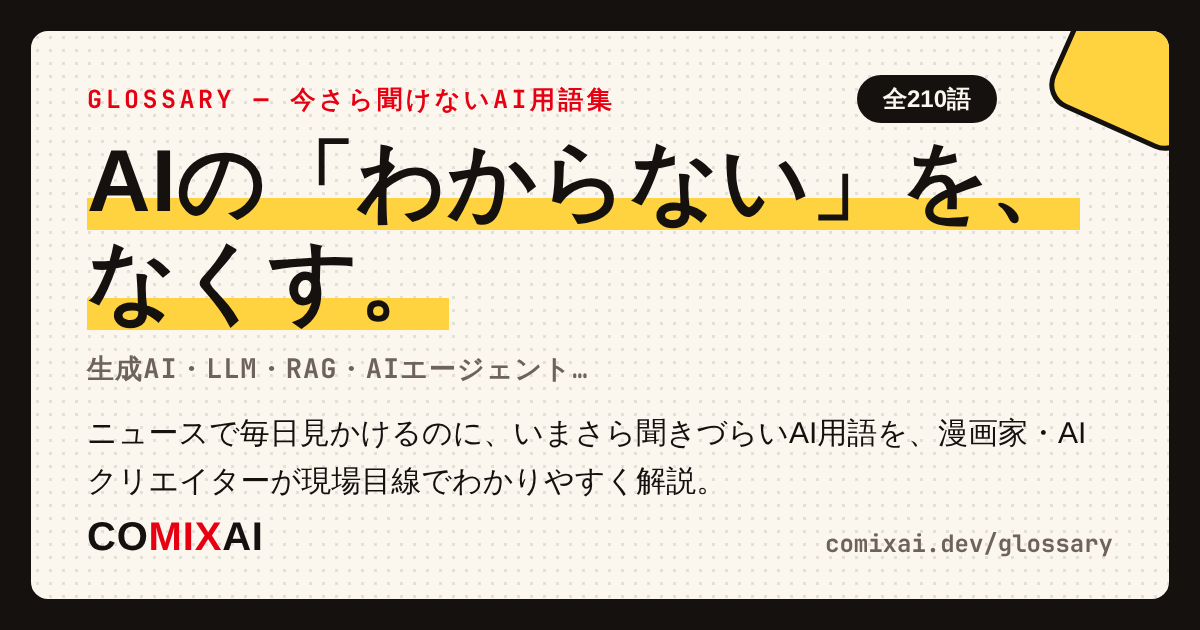 GLOSSARY — 今さら聞けないAI用語集
全210語
AIの「わからない」を、
なくす。
生成AI・LLM・RAG・AIエージェント…
ニュースで毎日見かけるのに、いまさら聞きづらいAI用語を、漫画家・AI
クリエイターが現場目線でわかりやすく解説。
COMIXAI
comixai.dev/glossary